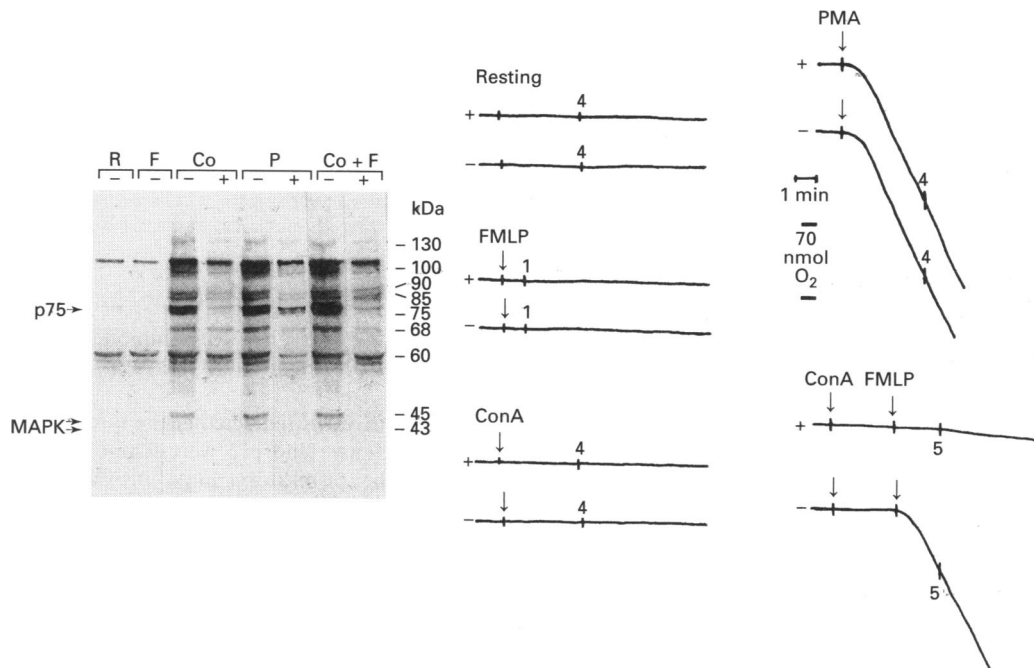 R F Co P Co + F
− − − + − + − +
kDa
130
100
90
85
p75 75
68
60
45
MAPK 43
Resting
+ 4
− 4
FMLP
+ 1
− 1
ConA
+ 4
− 4
PMA
+
−
4
4
1 min
70
nmol
O₂
ConA FMLP
+
5
−
5